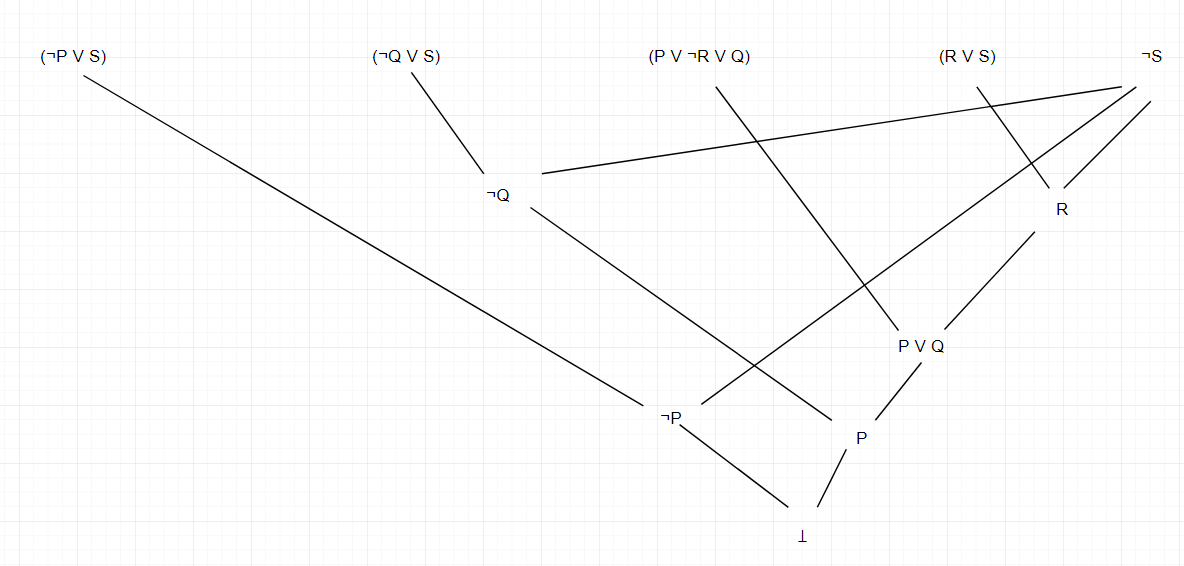 (¬P V S) (¬Q V S) (P V ¬R V Q) (R V S) ¬S
¬Q
R
P V Q
¬P
P
⊥